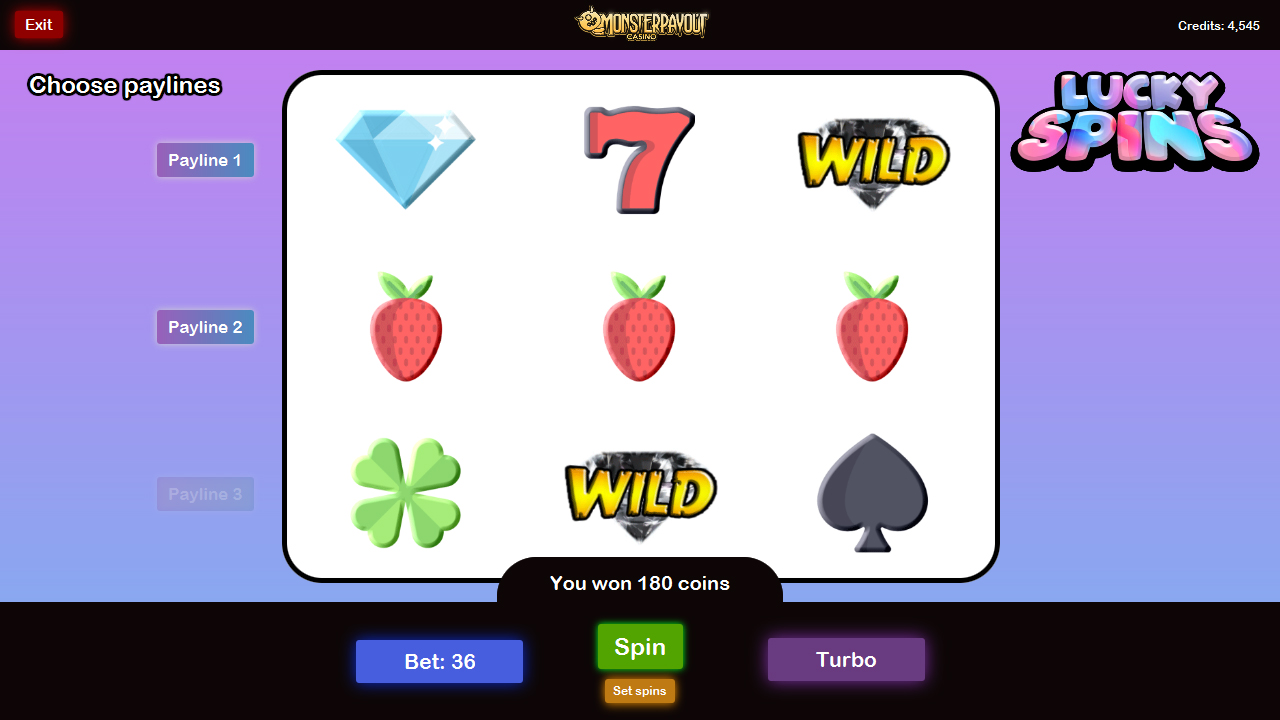 Exit
MONSTERPAYOUT
CASINO
Credits: 4,545
Choose paylines
LUCKY
SPINS
Payline 1
7
WILD
Payline 2
Payline 3
WILD
You won 180 coins
Bet: 36
Spin
Turbo
Set spins